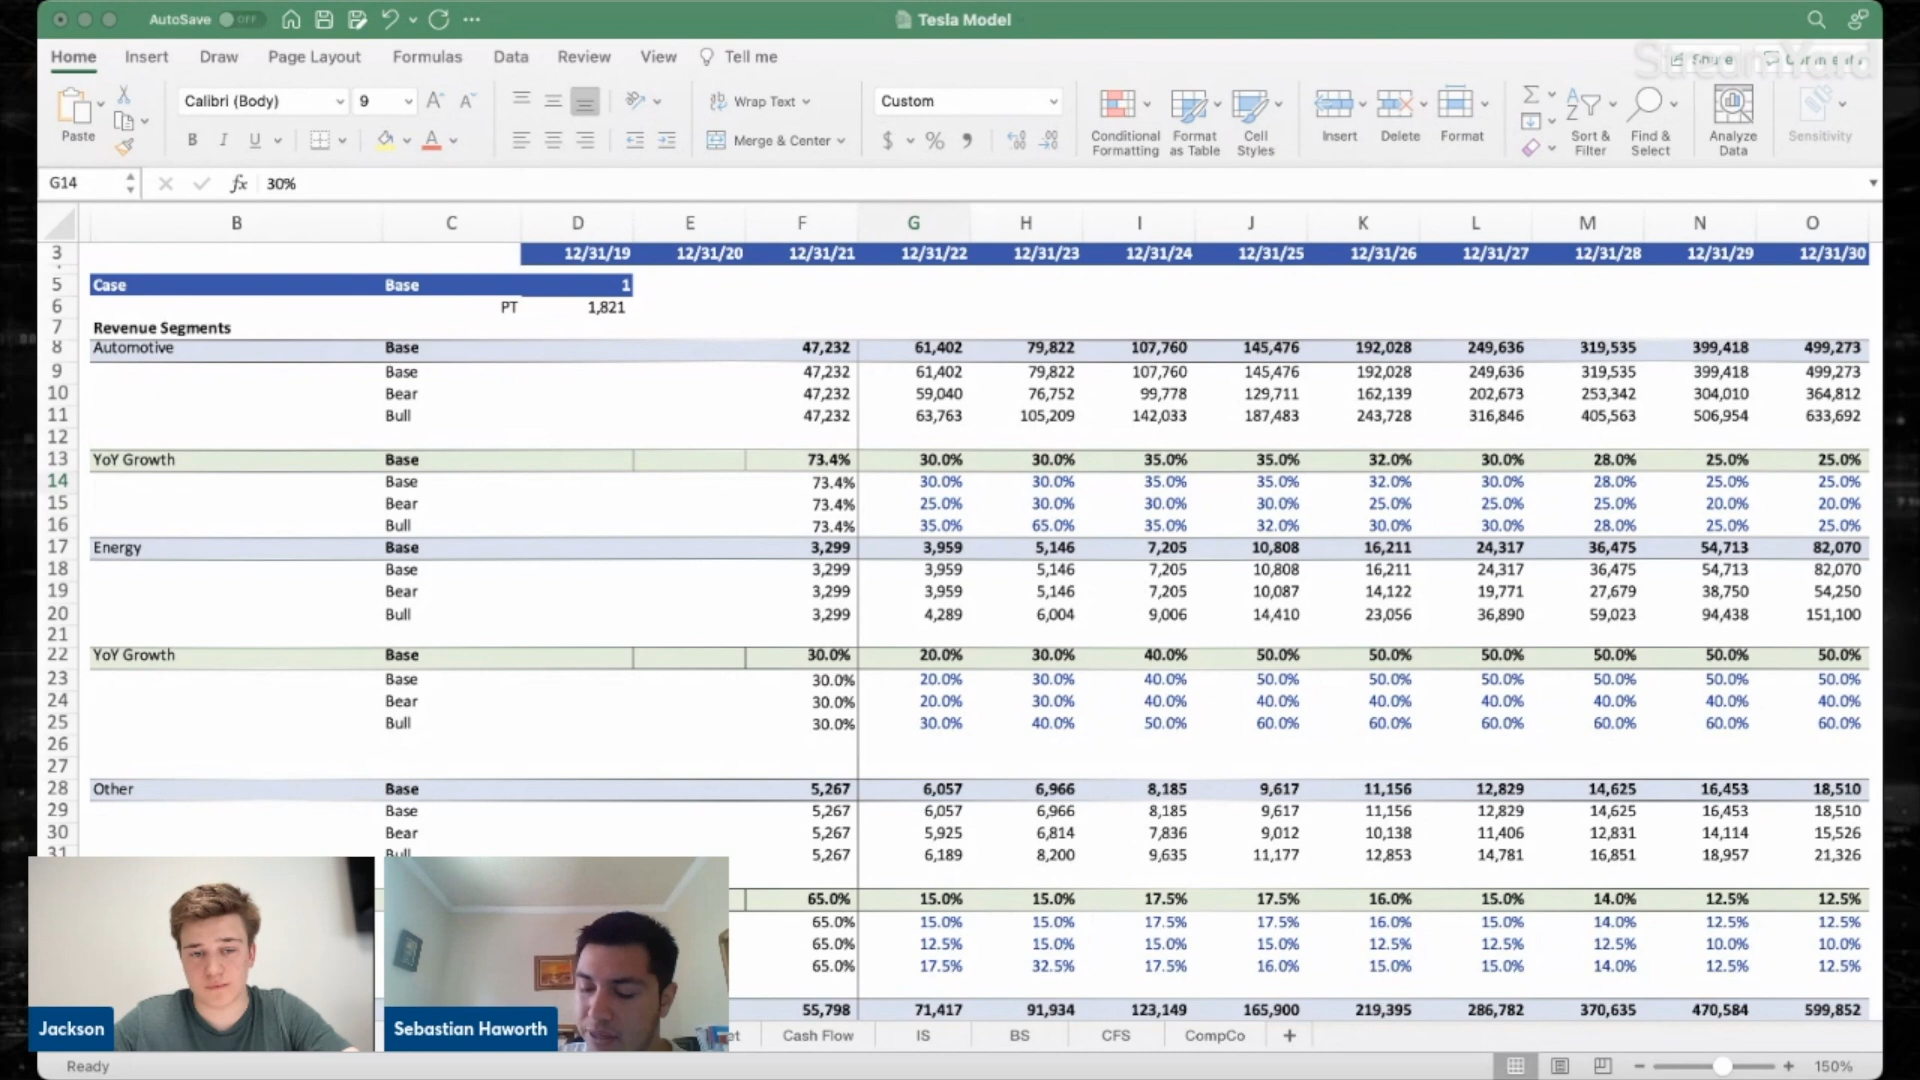 AutoSave OFF Tesla Model
StreamYard
Home Insert Draw Page Layout Formulas Data Review View Tell me Share Comments
Paste Calibri (Body) 9 A A Wrap Text Custom
B I U A Merge & Center $ % Conditional Formatting Format as Table Cell Styles Insert Delete Format Sort & Filter Find & Select Analyze Data Sensitivity
G14 fx 30%
B C D E F G H I J K L M N O
3 12/31/19 12/31/20 12/31/21 12/31/22 12/31/23 12/31/24 12/31/25 12/31/26 12/31/27 12/31/28 12/31/29 12/31/30
5 Case Base 1
6 PT 1,821
7 Revenue Segments
8 Automotive Base 47,232 61,402 79,822 107,760 145,476 192,028 249,636 319,535 399,418 499,273
9 Base 47,232 61,402 79,822 107,760 145,476 192,028 249,636 319,535 399,418 499,273
10 Bear 47,232 59,040 76,752 99,778 129,711 162,139 202,673 253,342 304,010 364,812
11 Bull 47,232 63,763 105,209 142,033 187,483 243,728 316,846 405,563 506,954 633,692
12
13 YoY Growth Base 73.4% 30.0% 30.0% 35.0% 35.0% 32.0% 30.0% 28.0% 25.0% 25.0%
14 Base 73.4% 30.0% 30.0% 35.0% 35.0% 32.0% 30.0% 28.0% 25.0% 25.0%
15 Bear 73.4% 25.0% 30.0% 30.0% 30.0% 25.0% 25.0% 25.0% 20.0% 20.0%
16 Bull 73.4% 35.0% 65.0% 35.0% 32.0% 30.0% 30.0% 28.0% 25.0% 25.0%
17 Energy Base 3,299 3,959 5,146 7,205 10,808 16,211 24,317 36,475 54,713 82,070
18 Base 3,299 3,959 5,146 7,205 10,808 16,211 24,317 36,475 54,713 82,070
19 Bear 3,299 3,959 5,146 7,205 10,087 14,122 19,771 27,679 38,750 54,250
20 Bull 3,299 4,289 6,004 9,006 14,410 23,056 36,890 59,023 94,438 151,100
21
22 YoY Growth Base 30.0% 20.0% 30.0% 40.0% 50.0% 50.0% 50.0% 50.0% 50.0% 50.0%
23 Base 30.0% 20.0% 30.0% 40.0% 50.0% 50.0% 50.0% 50.0% 50.0% 50.0%
24 Bear 30.0% 20.0% 30.0% 40.0% 40.0% 40.0% 40.0% 40.0% 40.0% 40.0%
25 Bull 30.0% 30.0% 40.0% 50.0% 60.0% 60.0% 60.0% 60.0% 60.0% 60.0%
26
27
28 Other Base 5,267 6,057 6,966 8,185 9,617 11,156 12,829 14,625 16,453 18,510
29 Base 5,267 6,057 6,966 8,185 9,617 11,156 12,829 14,625 16,453 18,510
30 Bear 5,267 5,925 6,814 7,836 9,012 10,138 11,406 12,831 14,114 15,526
31 Bull 5,267 6,189 8,200 9,635 11,177 12,853 14,781 16,851 18,957 21,326
65.0% 15.0% 15.0% 17.5% 17.5% 16.0% 15.0% 14.0% 12.5% 12.5%
65.0% 15.0% 15.0% 17.5% 17.5% 16.0% 15.0% 14.0% 12.5% 12.5%
65.0% 12.5% 15.0% 15.0% 15.0% 12.5% 12.5% 12.5% 10.0% 10.0%
65.0% 17.5% 32.5% 17.5% 16.0% 15.0% 15.0% 14.0% 12.5% 12.5%
55,798 71,417 91,934 123,149 165,900 219,395 286,782 370,635 470,584 599,852
Jackson Sebastian Haworth
et Cash Flow IS BS CFS CompCo +
Ready 150%